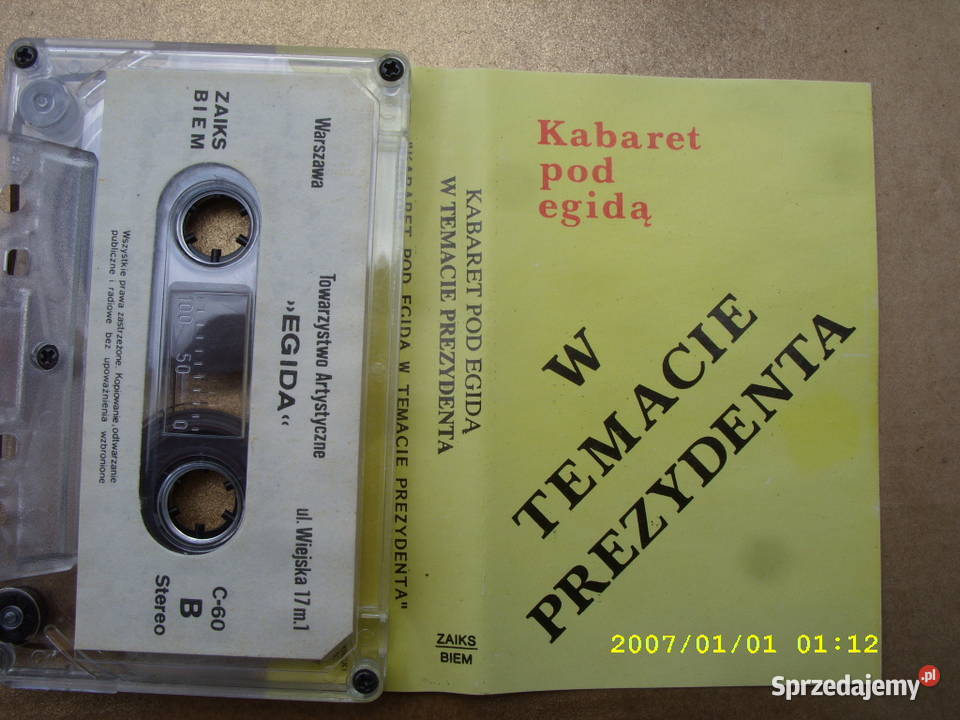 Warszawa
Towarzystwo Artystyczne
ul. Wiejska 17 m.1
»EGIDA«
ZAIKS
BIEM
100 50 0
C-60
B
Stereo
Wszystkie prawa zastrzeżone. Kopiowanie, odtwarzanie
publiczne i radiowe bez upoważnienia wzbronione
"KABARET POD EGIDĄ W TEMACIE PREZYDENTA"
KABARET POD EGIDĄ
W TEMACIE PREZYDENTA
ZAIKS
BIEM
Kabaret
pod
egidą
W
TEMACIE
PREZYDENTA
2007/01/01 01:12
Sprzedajemy.pl